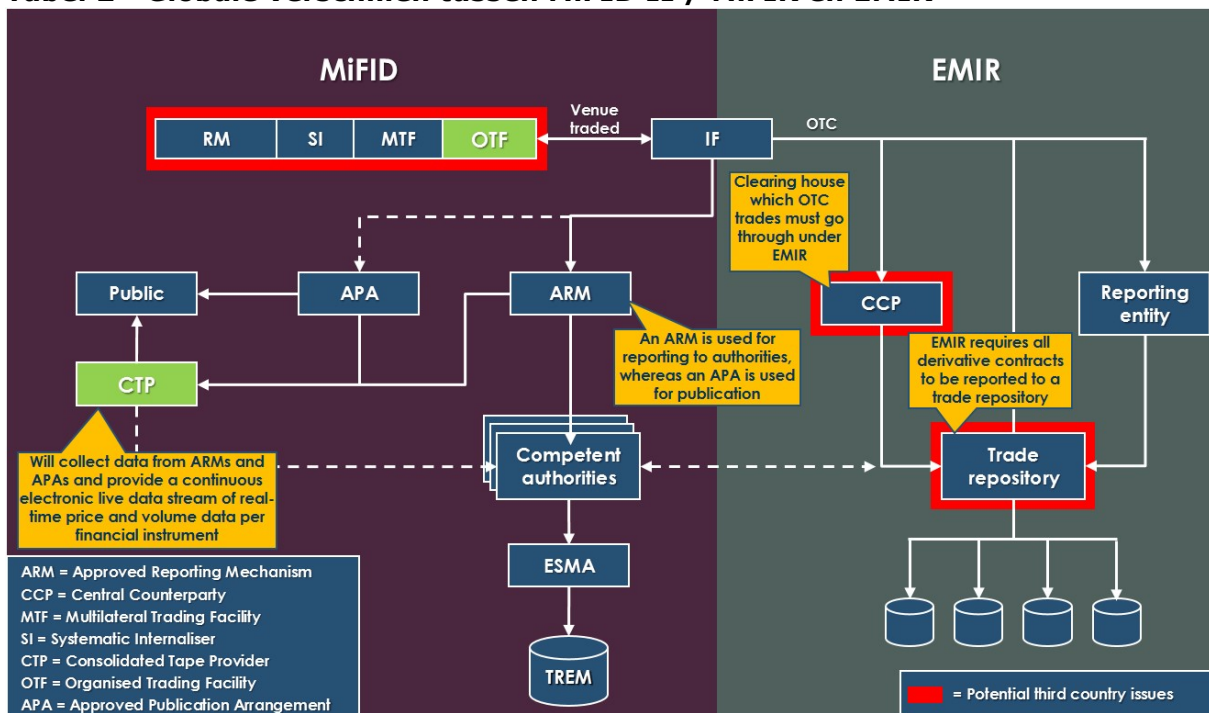 MiFID
EMIR
RM
SI
MTF
OTF
Venue
traded
IF
OTC
Clearing house
which OTC
trades must go
through under
EMIR
Public
APA
ARM
CCP
Reporting
entity
An ARM is used for
reporting to authorities,
whereas an APA is used
for publication
EMIR requires all
derivative contracts
to be reported to a
trade repository
CTP
Will collect data from ARMs and
APAs and provide a continuous
electronic live data stream of real-
time price and volume data per
financial instrument
Competent
authorities
Trade
repository
ESMA
TREM
ARM = Approved Reporting Mechanism
CCP = Central Counterparty
MTF = Multilateral Trading Facility
SI = Systematic Internaliser
CTP = Consolidated Tape Provider
OTF = Organised Trading Facility
APA = Approved Publication Arrangement
= Potential third country issues